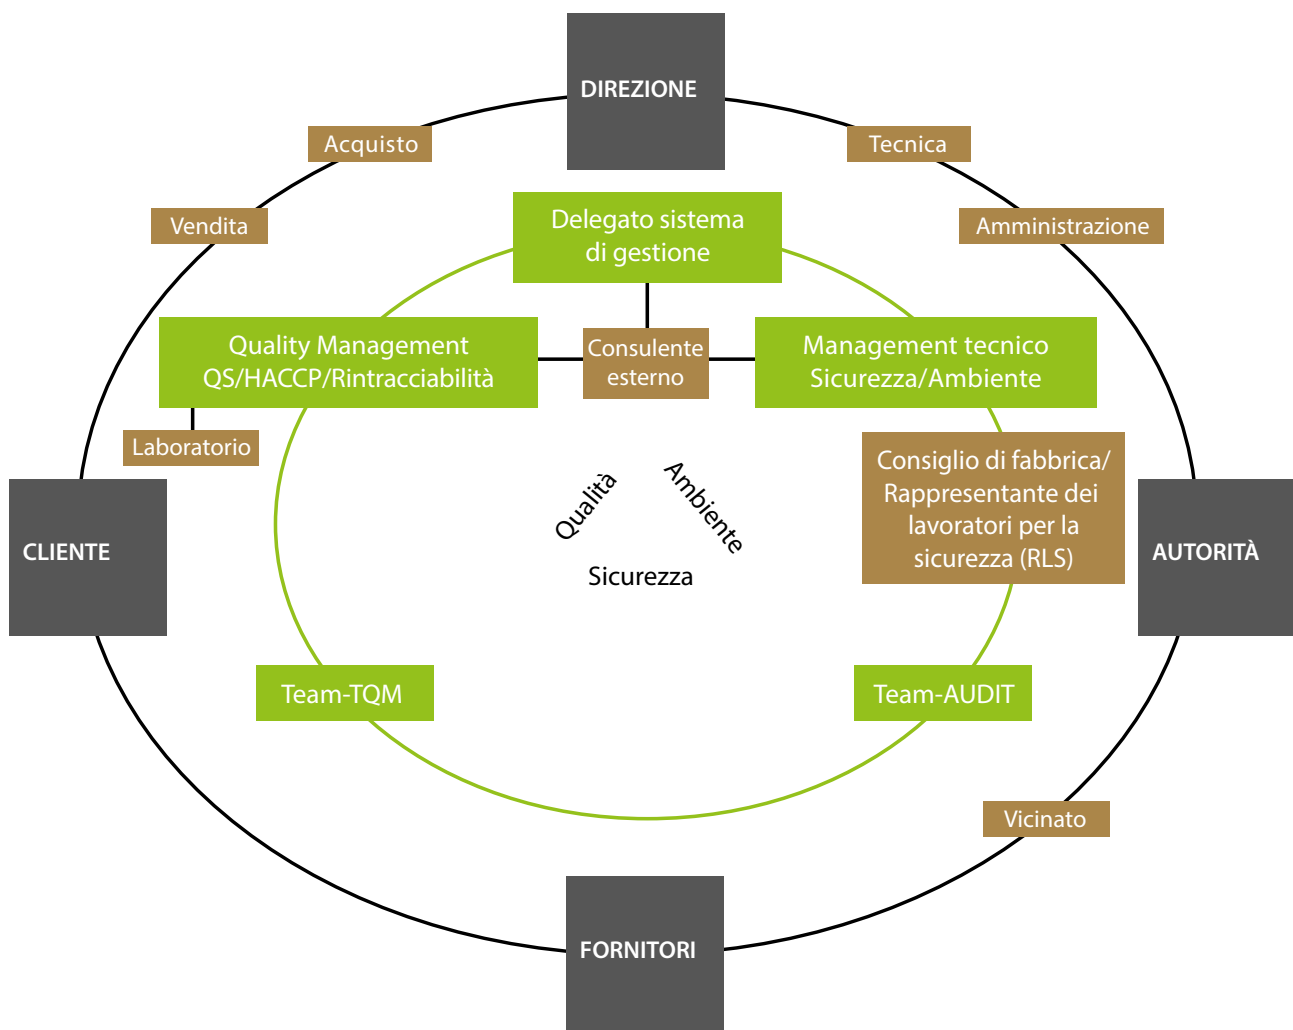 DIREZIONE
Acquisto
Tecnica
Vendita
Amministrazione
Delegato sistema
di gestione
Quality Management
QS/HACCP/Rintracciabilità
Consulente
esterno
Management tecnico
Sicurezza/Ambiente
Laboratorio
Consiglio di fabbrica/
Rappresentante dei
lavoratori per la
sicurezza (RLS)
Qualità
Ambiente
Sicurezza
CLIENTE
AUTORITÀ
Team-TQM
Team-AUDIT
Vicinato
FORNITORI